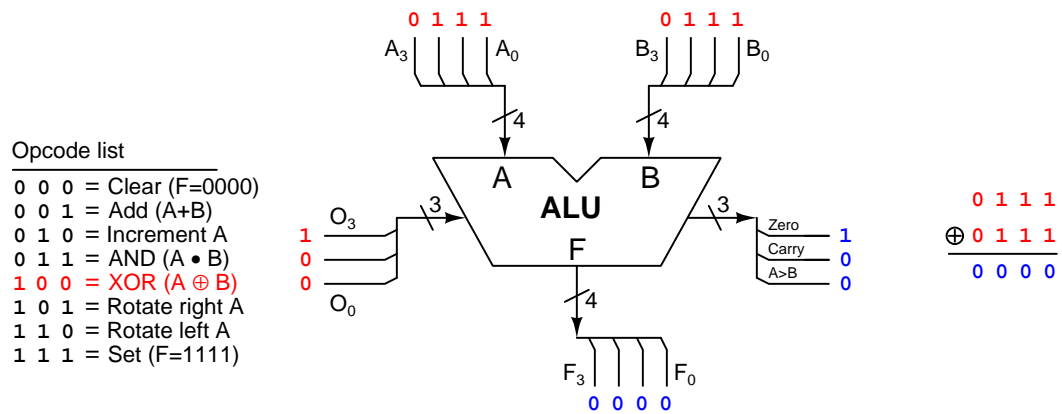 0 1 1 1
0 1 1 1
A3
A0
B3
B0
4
4
Opcode list
0 0 0 = Clear (F=0000)
0 0 1 = Add (A+B)
0 1 0 = Increment A
0 1 1 = AND (A • B)
1 0 0 = XOR (A ⊕ B)
1 0 1 = Rotate right A
1 1 0 = Rotate left A
1 1 1 = Set (F=1111)
A
B
ALU
F
O3
O0
3
1
0
0
3
Zero
1
Carry
0
A>B
0
0 1 1 1
⊕ 0 1 1 1
0 0 0 0
4
F3
F0
0 0 0 0